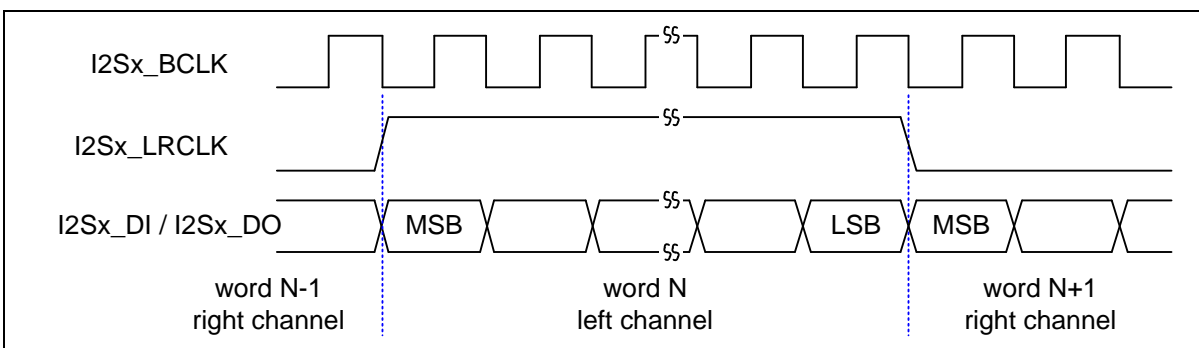 I2Sx_BCLK
I2Sx_LRCLK
I2Sx_DI / I2Sx_DO
MSB
LSB
MSB
word N-1
right channel
word N
left channel
word N+1
right channel